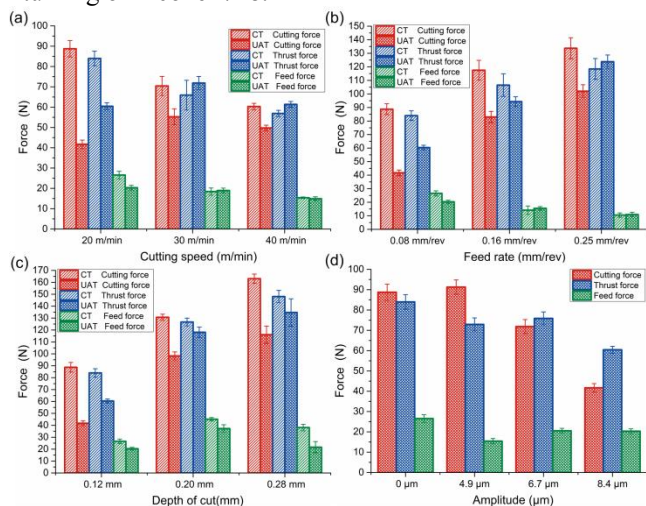 (a)
CT Cutting force
UAT Cutting force
CT Thrust force
UAT Thrust force
CT Feed force
UAT Feed force
100
90
80
70
60
50
40
30
20
10
0
Force (N)
20 m/min 30 m/min 40 m/min
Cutting speed (m/min)
(b)
CT Cutting force
UAT Cutting force
CT Thrust force
UAT Thrust force
CT Feed force
UAT Feed force
150
140
130
120
110
100
90
80
70
60
50
40
30
20
10
0
Force (N)
0.08 mm/rev 0.16 mm/rev 0.25 mm/rev
Feed rate (mm/rev)
(c)
CT Cutting force
UAT Cutting force
CT Thrust force
UAT Thrust force
CT Feed force
UAT Feed force
170
160
150
140
130
120
110
100
90
80
70
60
50
40
30
20
10
0
Force (N)
0.12 mm 0.20 mm 0.28 mm
Depth of cut(mm)
(d)
Cutting force
Thrust force
Feed force
100
80
60
40
20
0
Force (N)
0 μm 4.9 μm 6.7 μm 8.4 μm
Amplitude (μm)